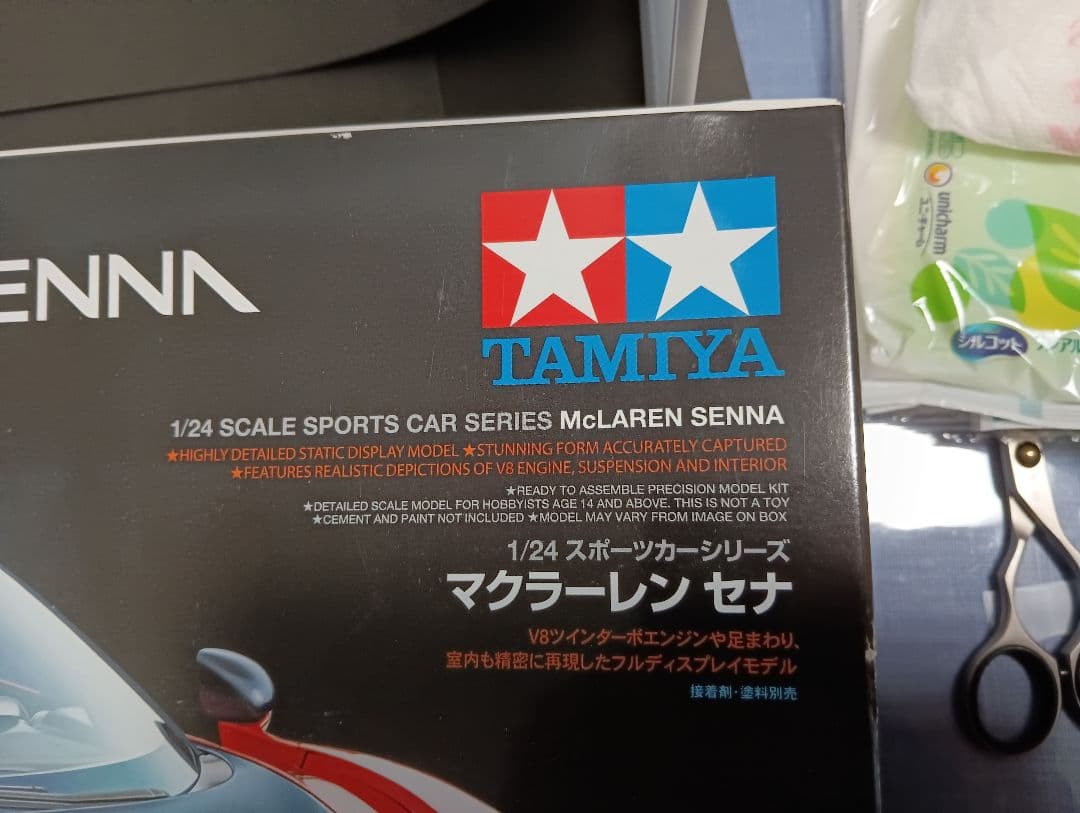 ENNA
TAMIYA
1/24 SCALE SPORTS CAR SERIES McLAREN SENNA
★HIGHLY DETAILED STATIC DISPLAY MODEL ★STUNNING FORM ACCURATELY CAPTURED
★FEATURES REALISTIC DEPICTIONS OF V8 ENGINE, SUSPENSION AND INTERIOR
★READY TO ASSEMBLE PRECISION MODEL KIT
★DETAILED SCALE MODEL FOR HOBBYISTS AGE 14 AND ABOVE. THIS IS NOT A TOY
★CEMENT AND PAINT NOT INCLUDED ★MODEL MAY VARY FROM IMAGE ON BOX
1/24 スポーツカーシリーズ
マクラーレン セナ
V8ツインターボエンジンや足まわり、
室内も精密に再現したフルディスプレイモデル
接着剤・塗料別売
unicharm
ユニ・チャーム
シルコット